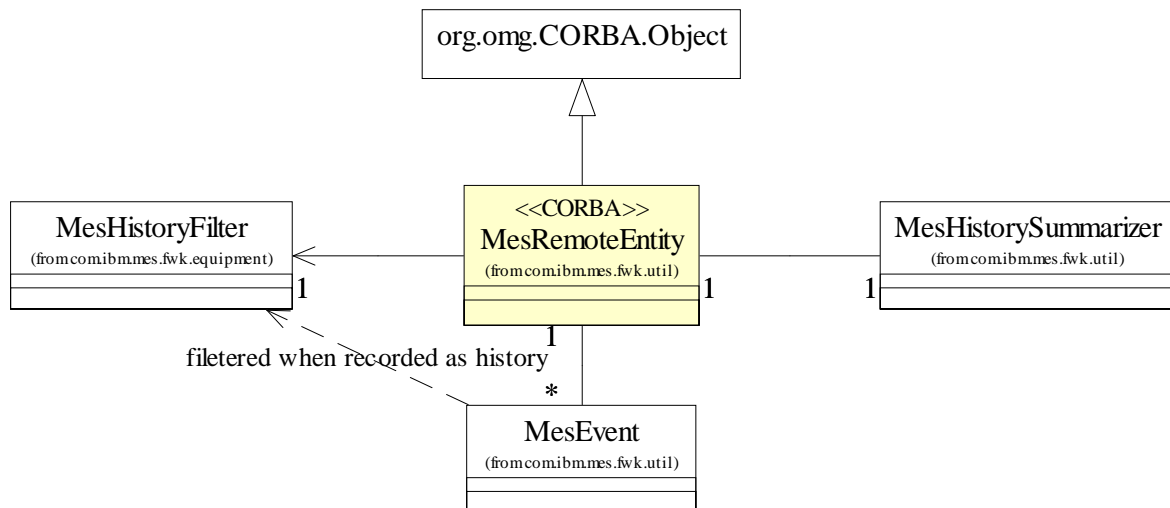 org.omg.CORBA.Object
<<CORBA>>
MesRemoteEntity
(from com.ibm.mes.fwk.util)
MesHistoryFilter
(from com.ibm.mes.fwk.equipment)
MesHistorySummarizer
(from com.ibm.mes.fwk.util)
1
1
1
1
filetered when recorded as history
*
MesEvent
(from com.ibm.mes.fwk.util)